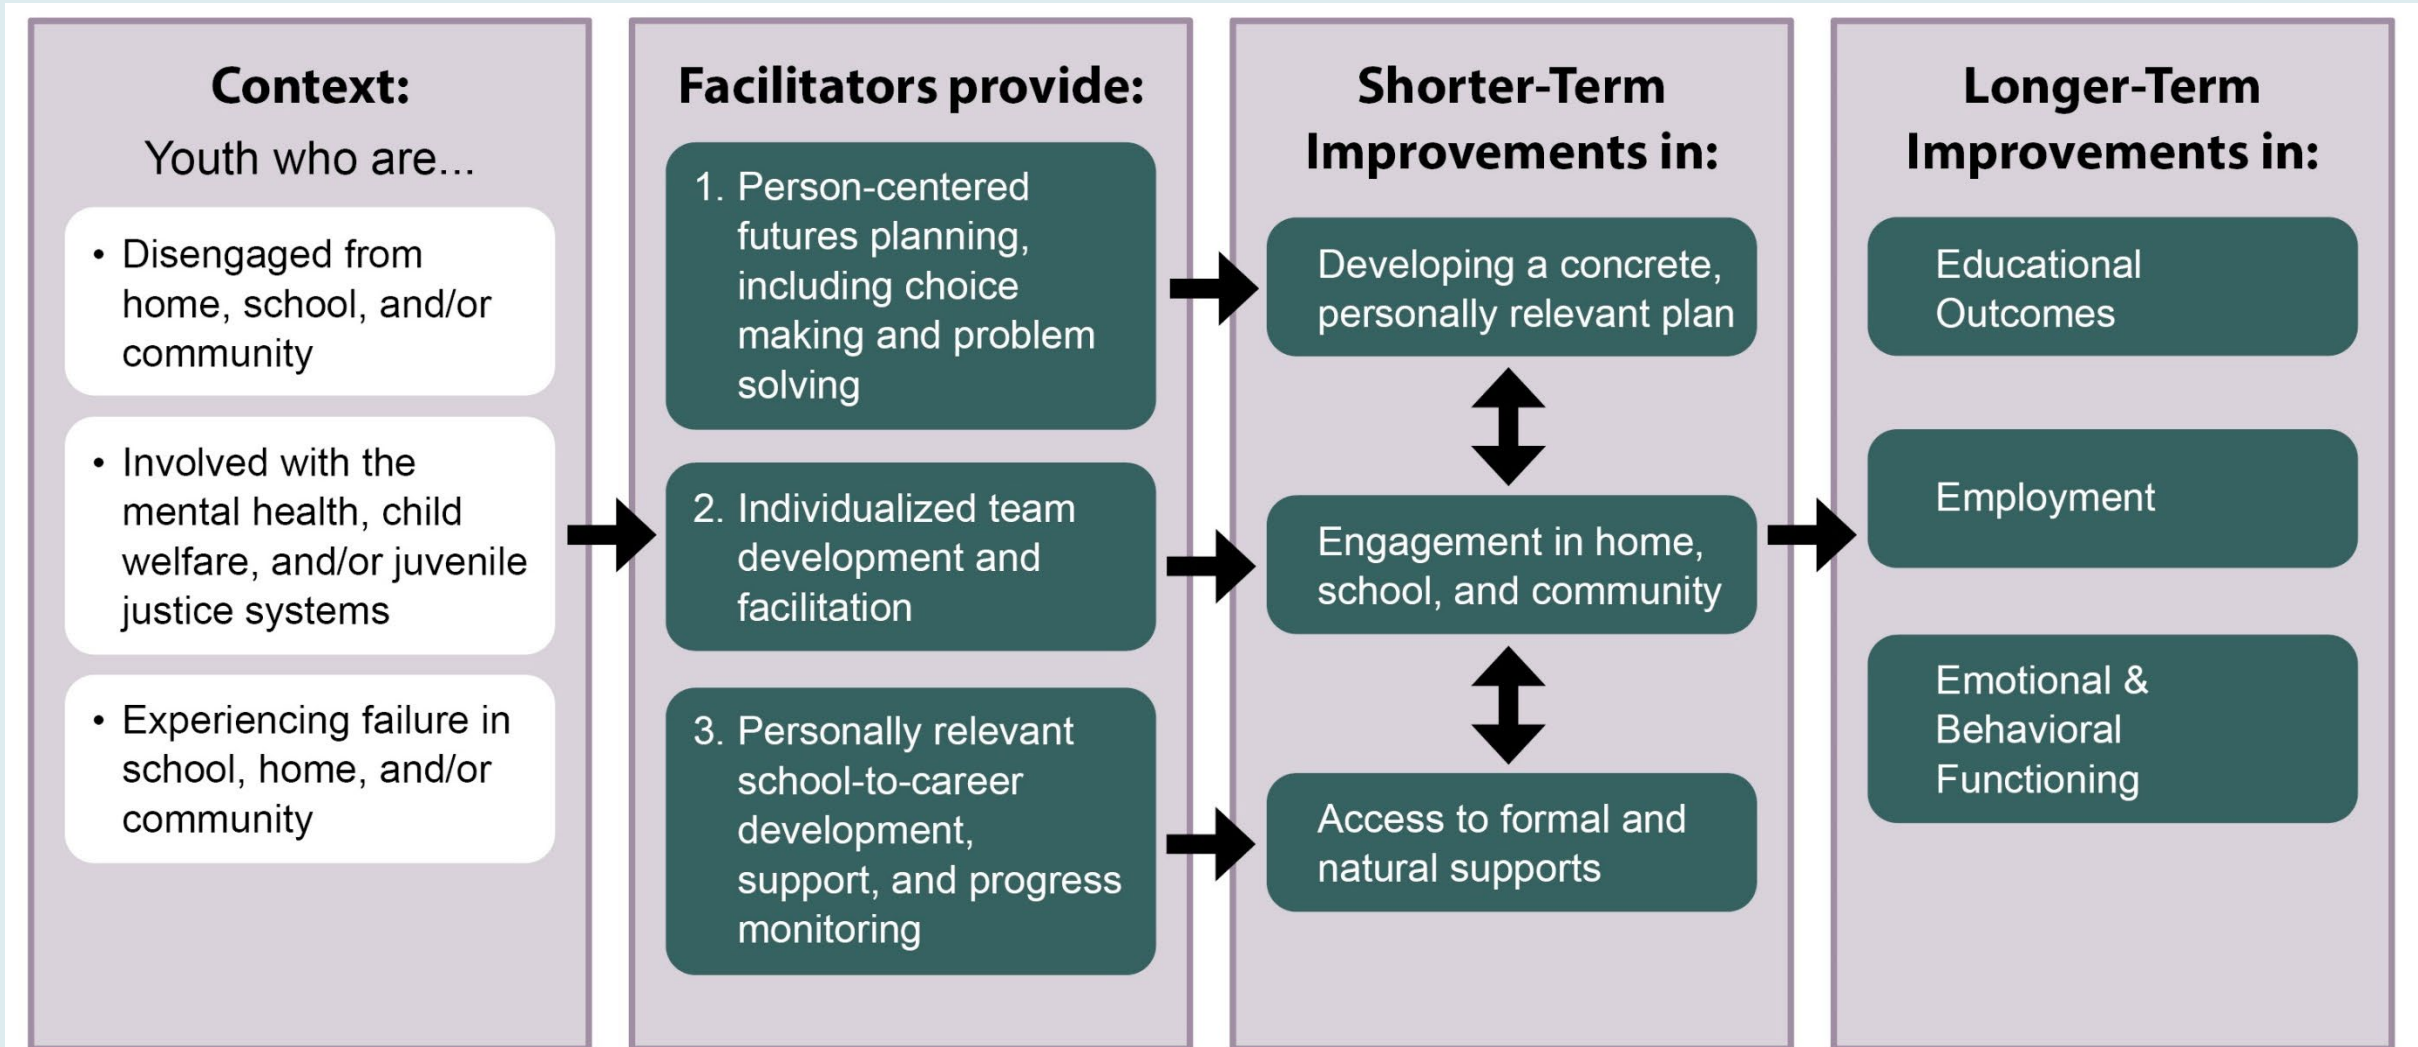 Context:
Youth who are...
• Disengaged from
home, school, and/or
community
• Involved with the
mental health, child
welfare, and/or juvenile
justice systems
• Experiencing failure in
school, home, and/or
community
Facilitators provide:
1. Person-centered
futures planning,
including choice
making and problem
solving
2. Individualized team
development and
facilitation
3. Personally relevant
school-to-career
development,
support, and progress
monitoring
Shorter-Term
Improvements in:
Developing a concrete,
personally relevant plan
Engagement in home,
school, and community
Access to formal and
natural supports
Longer-Term
Improvements in:
Educational
Outcomes
Employment
Emotional &
Behavioral
Functioning